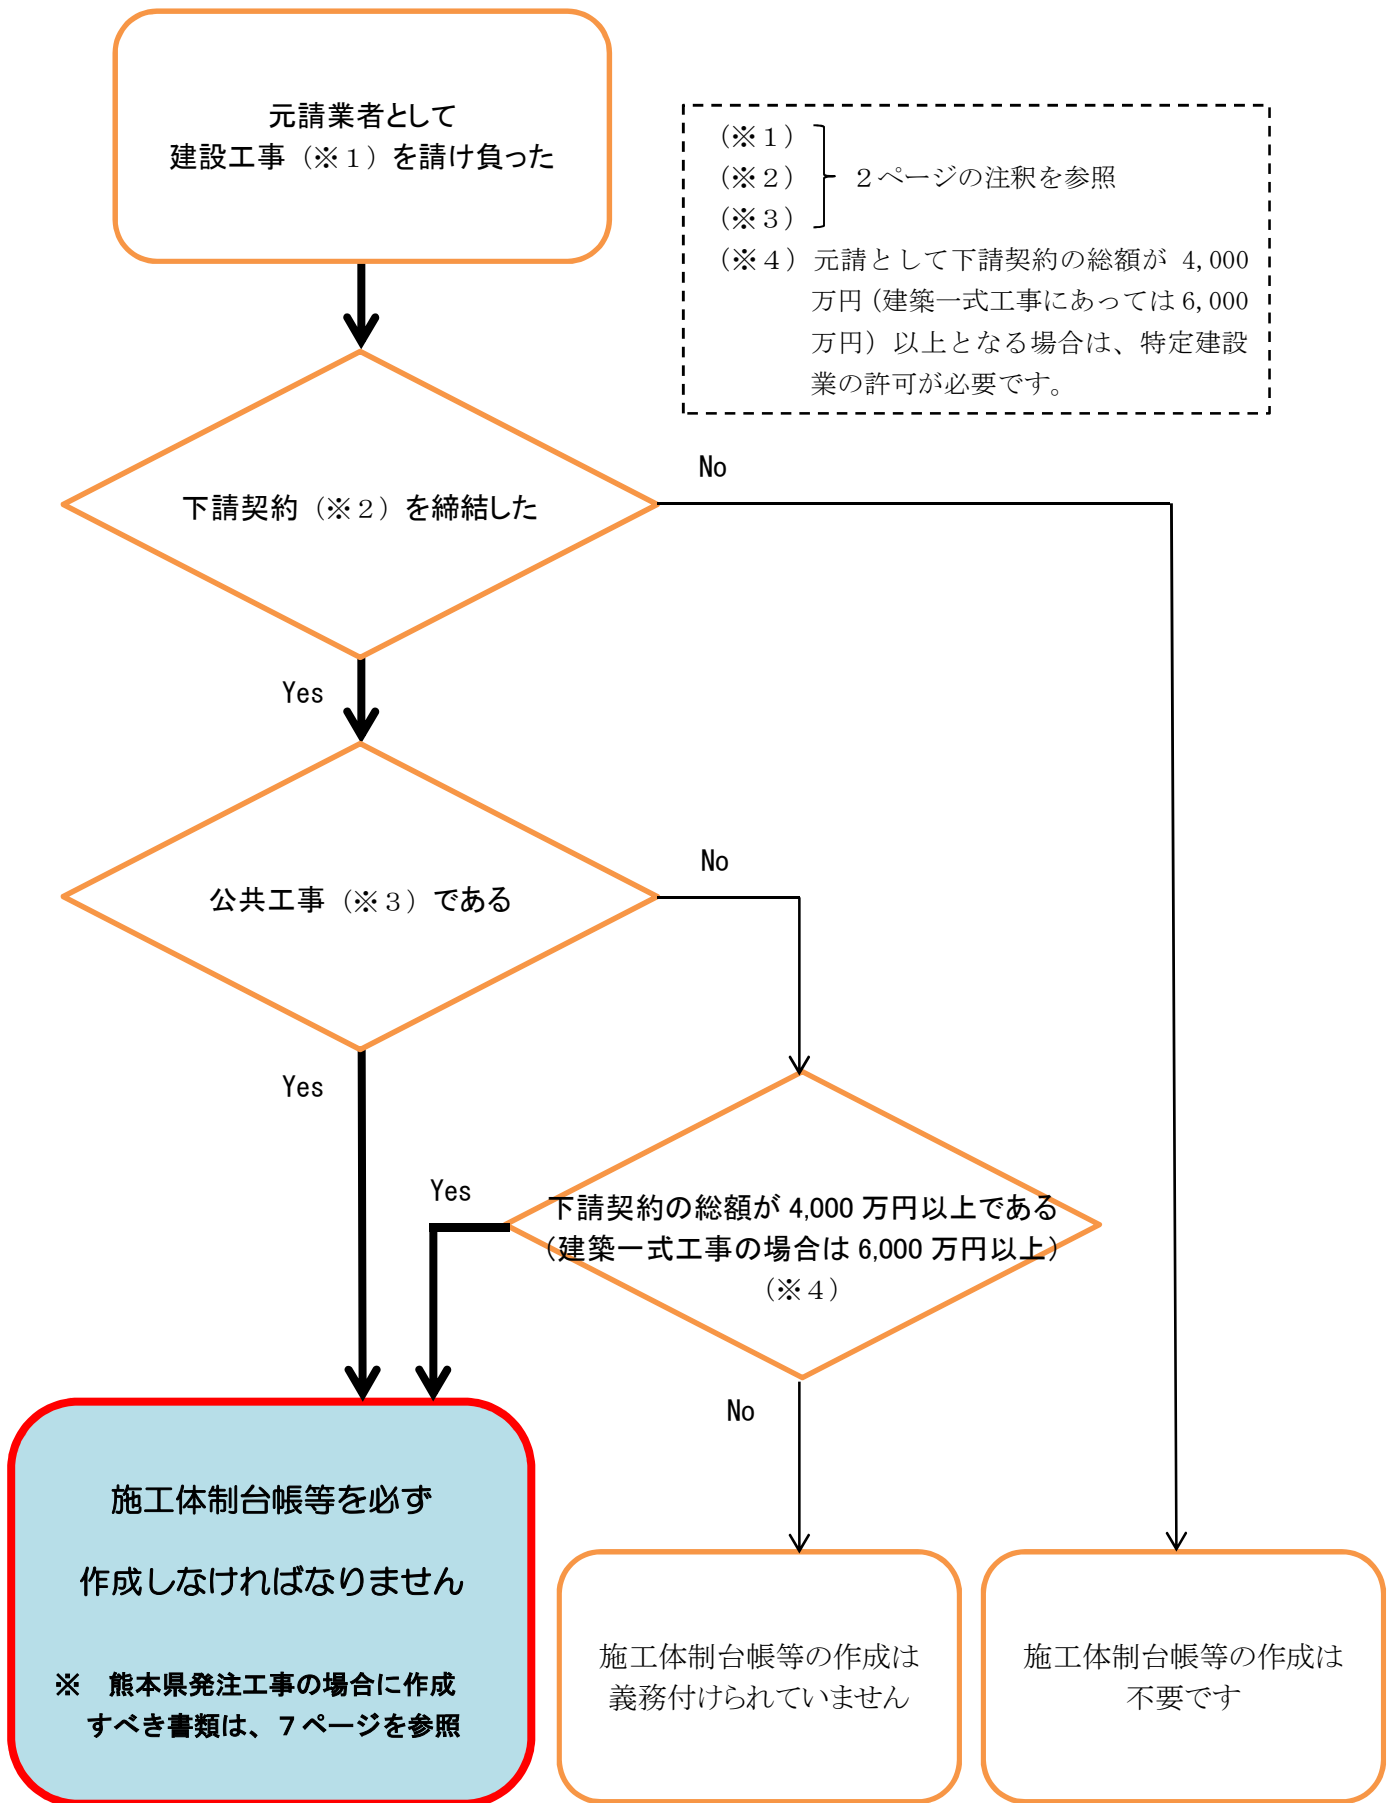 元請業者として
建設工事（※１）を請け負った
（※１）
（※２）
（※３）
２ページの注釈を参照
（※４）元請として下請契約の総額が 4,000
万円（建築一式工事にあっては 6,000
万円）以上となる場合は、特定建設
業の許可が必要です。
No
下請契約（※２）を締結した
Yes
No
公共工事（※３）である
Yes
Yes
下請契約の総額が 4,000 万円以上である
（建築一式工事の場合は 6,000 万円以上）
（※４）
No
施工体制台帳等を必ず
作成しなければなりません
※　熊本県発注工事の場合に作成
すべき書類は、７ページを参照
施工体制台帳等の作成は
義務付けられていません
施工体制台帳等の作成は
不要です